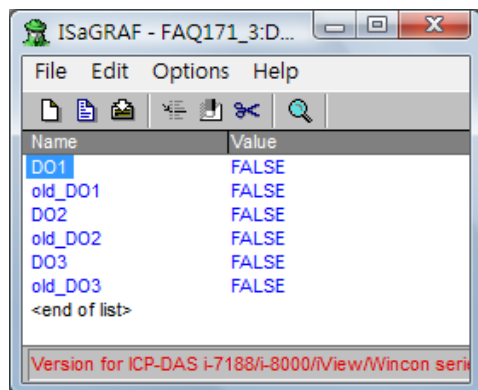 ISaGRAF - FAQ171_3:D...
File Edit Options Help
Name Value
DO1 FALSE
old_DO1 FALSE
DO2 FALSE
old_DO2 FALSE
DO3 FALSE
old_DO3 FALSE
<end of list>
Version for ICP-DAS i-7188/i-8000/iView/Wincon seri